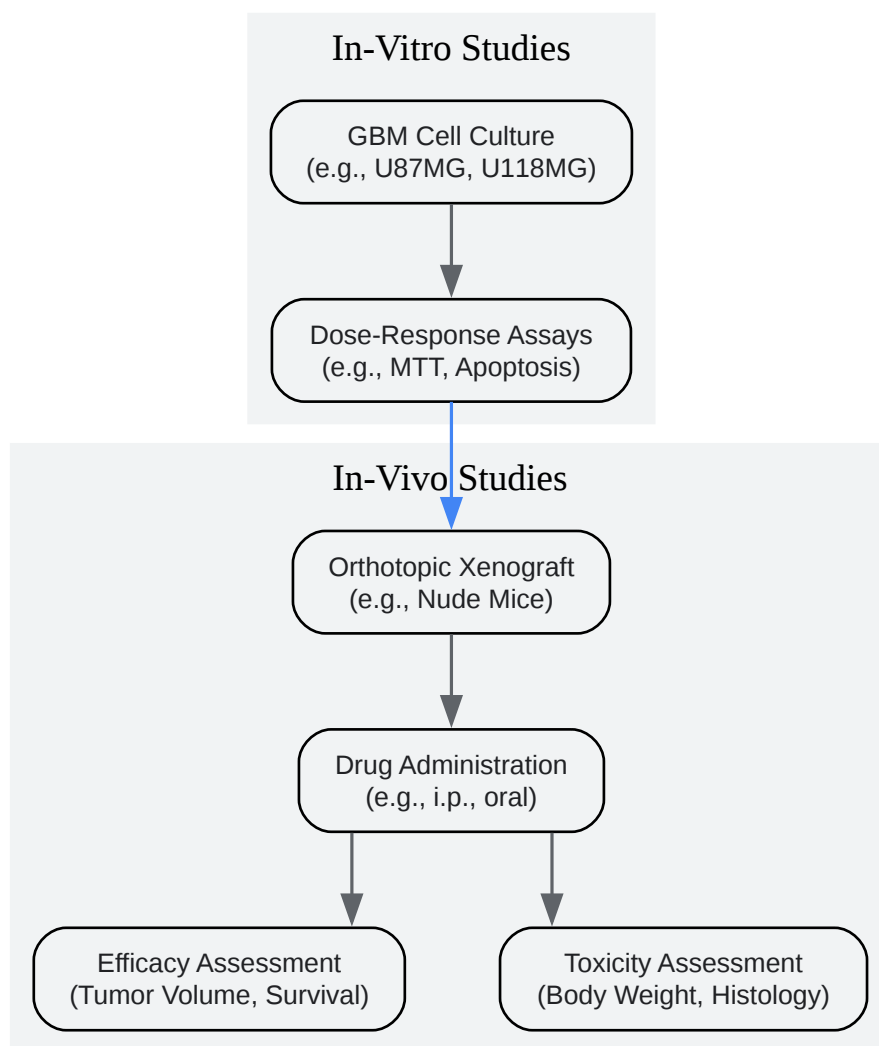 In-Vitro Studies
GBM Cell Culture
(e.g., U87MG, U118MG)
Dose-Response Assays
(e.g., MTT, Apoptosis)
In-Vivo Studies
Orthotopic Xenograft
(e.g., Nude Mice)
Drug Administration
(e.g., i.p., oral)
Efficacy Assessment
(Tumor Volume, Survival)
Toxicity Assessment
(Body Weight, Histology)